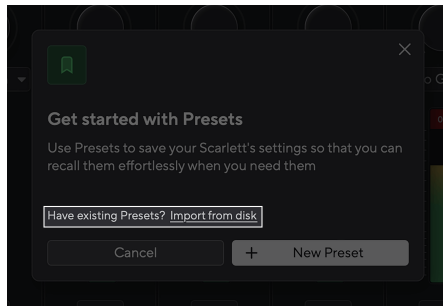 Get started with Presets
Use Presets to save your Scarlett's settings so that you can
recall them effortlessly when you need them
Have existing Presets? Import from disk
Cancel
+ New Preset